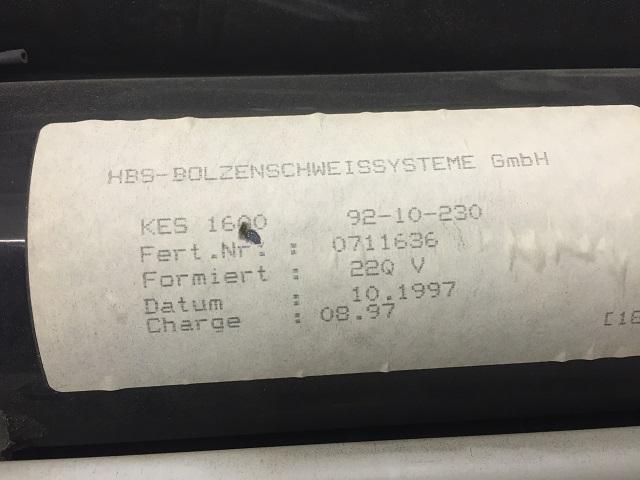 HBS-BOLZENSCHWEISSYSTEME GmbH
KES 1600 92-10-230
Fert.Nr: : 0711636
Formiert : 220 V
Datum : 10.1997
Charge : 08.97
[18